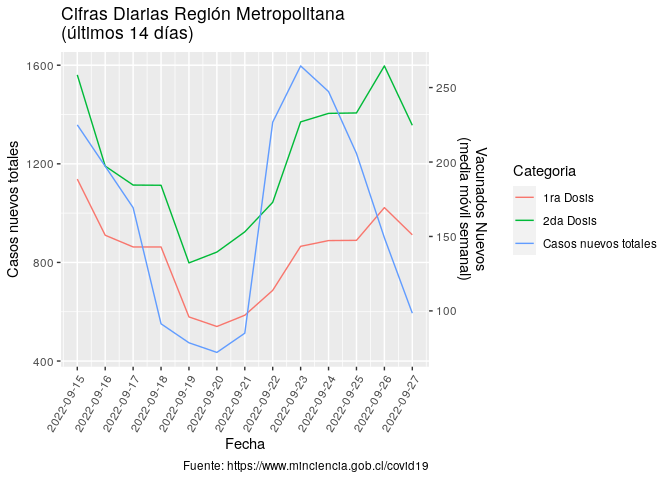 Cifras Diarias Región Metropolitana
(últimos 14 días)
Casos nuevos totales
1600
1200
800
400
250
200
150
100
Vacunados Nuevos
(media móvil semanal)
2022-09-15
2022-09-16
2022-09-17
2022-09-18
2022-09-19
2022-09-20
2022-09-21
2022-09-22
2022-09-23
2022-09-24
2022-09-25
2022-09-26
2022-09-27
Fecha
Fuente: https://www.minciencia.gob.cl/covid19
Categoria
1ra Dosis
2da Dosis
Casos nuevos totales